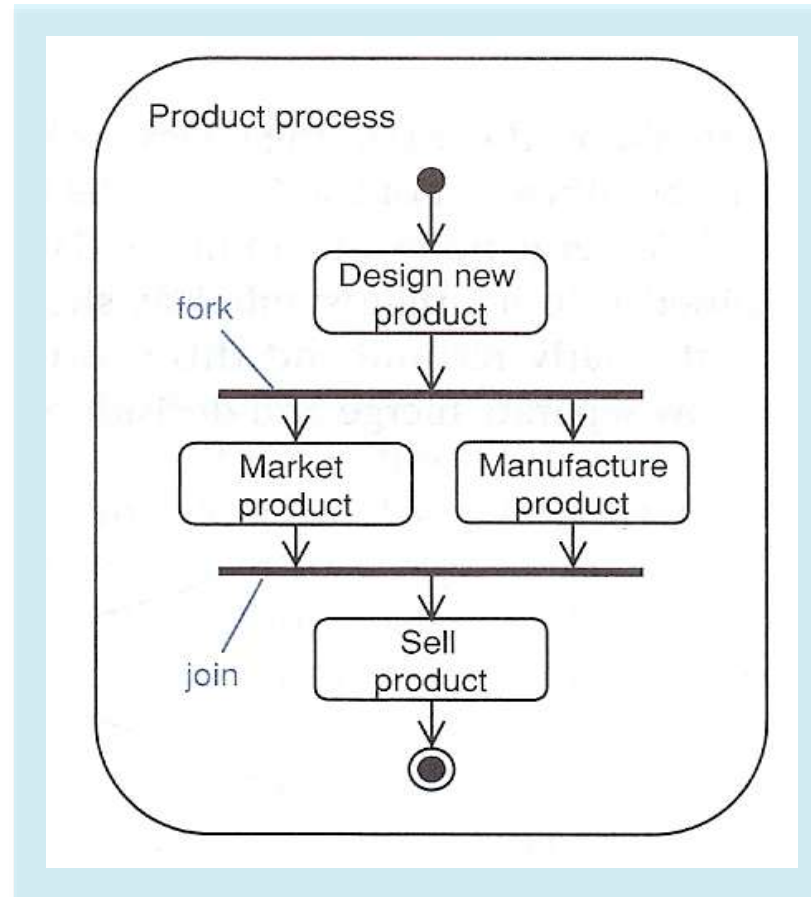 Product process
Design new
product
fork
Market
product
Manufacture
product
Sell
product
join